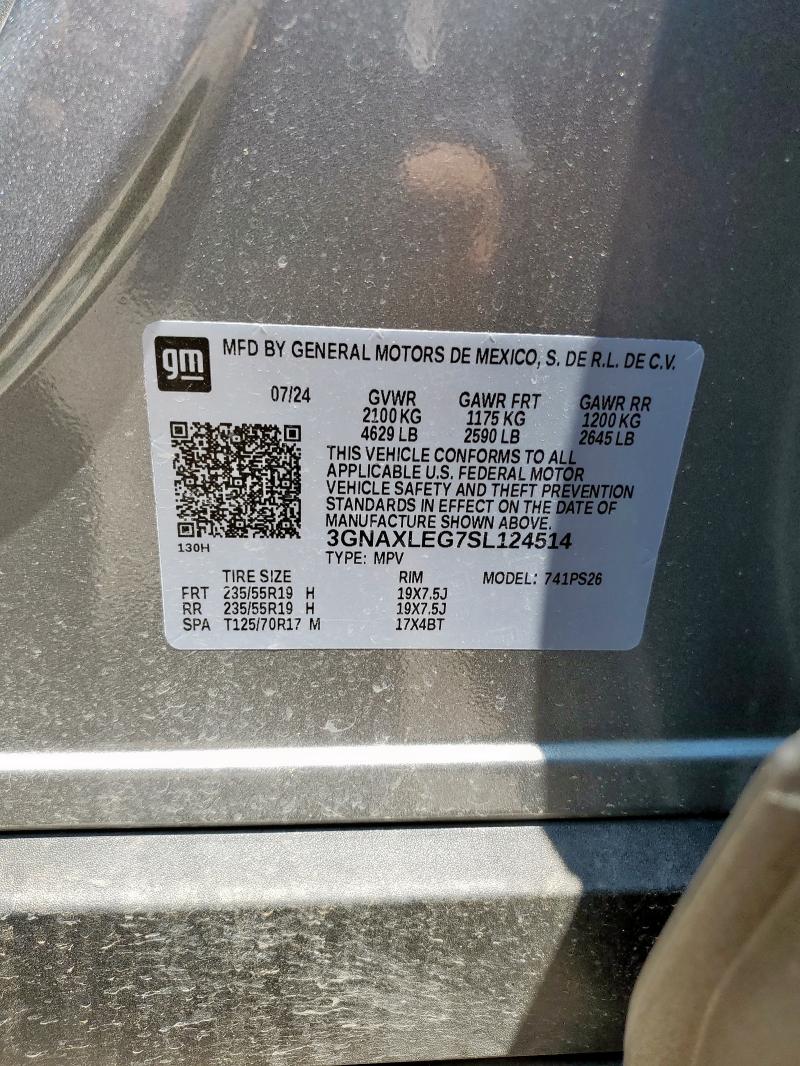 gm MFD BY GENERAL MOTORS DE MEXICO, S. DE R.L. DE C.V.
07/24 GVWR GAWR FRT GAWR RR
2100 KG 1175 KG 1200 KG
4629 LB 2590 LB 2645 LB
THIS VEHICLE CONFORMS TO ALL
APPLICABLE U.S. FEDERAL MOTOR
VEHICLE SAFETY AND THEFT PREVENTION
STANDARDS IN EFFECT ON THE DATE OF
MANUFACTURE SHOWN ABOVE.
3GNAXLEG7SL124514
130H
TYPE: MPV
TIRE SIZE RIM MODEL: 741PS26
FRT 235/55R19 H 19X7.5J
RR 235/55R19 H 19X7.5J
SPA T125/70R17 M 17X4BT